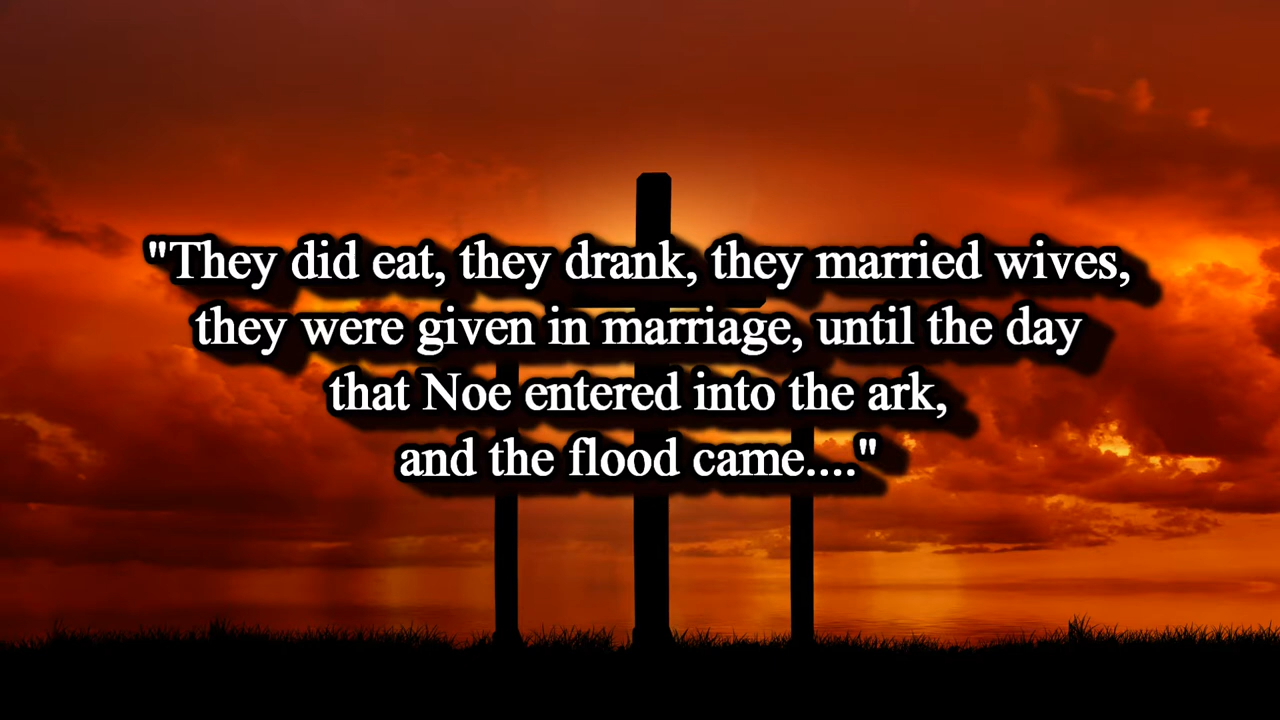 "They did eat, they drank, they married wives,
they were given in marriage, until the day
that Noe entered into the ark,
and the flood came...."